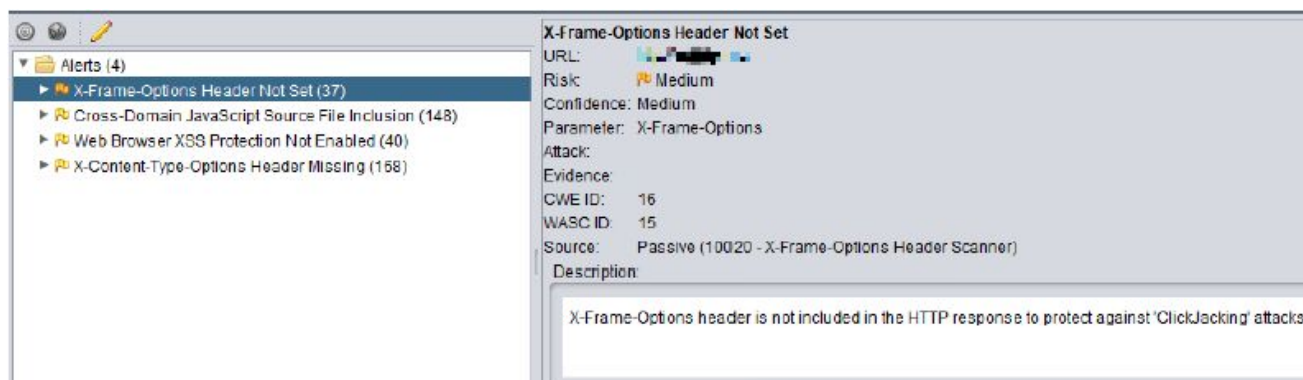 Alerts (4)
X-Frame-Options Header Not Set (37)
Cross-Domain JavaScript Source File Inclusion (148)
Web Browser XSS Protection Not Enabled (40)
X-Content-Type-Options Header Missing (168)
X-Frame-Options Header Not Set
URL:
Risk: Medium
Confidence: Medium
Parameter: X-Frame-Options
Attack:
Evidence:
CWE ID: 16
WASC ID: 15
Source: Passive (10020 - X-Frame-Options Header Scanner)
Description:
X-Frame-Options header is not included in the HTTP response to protect against 'ClickJacking' attacks